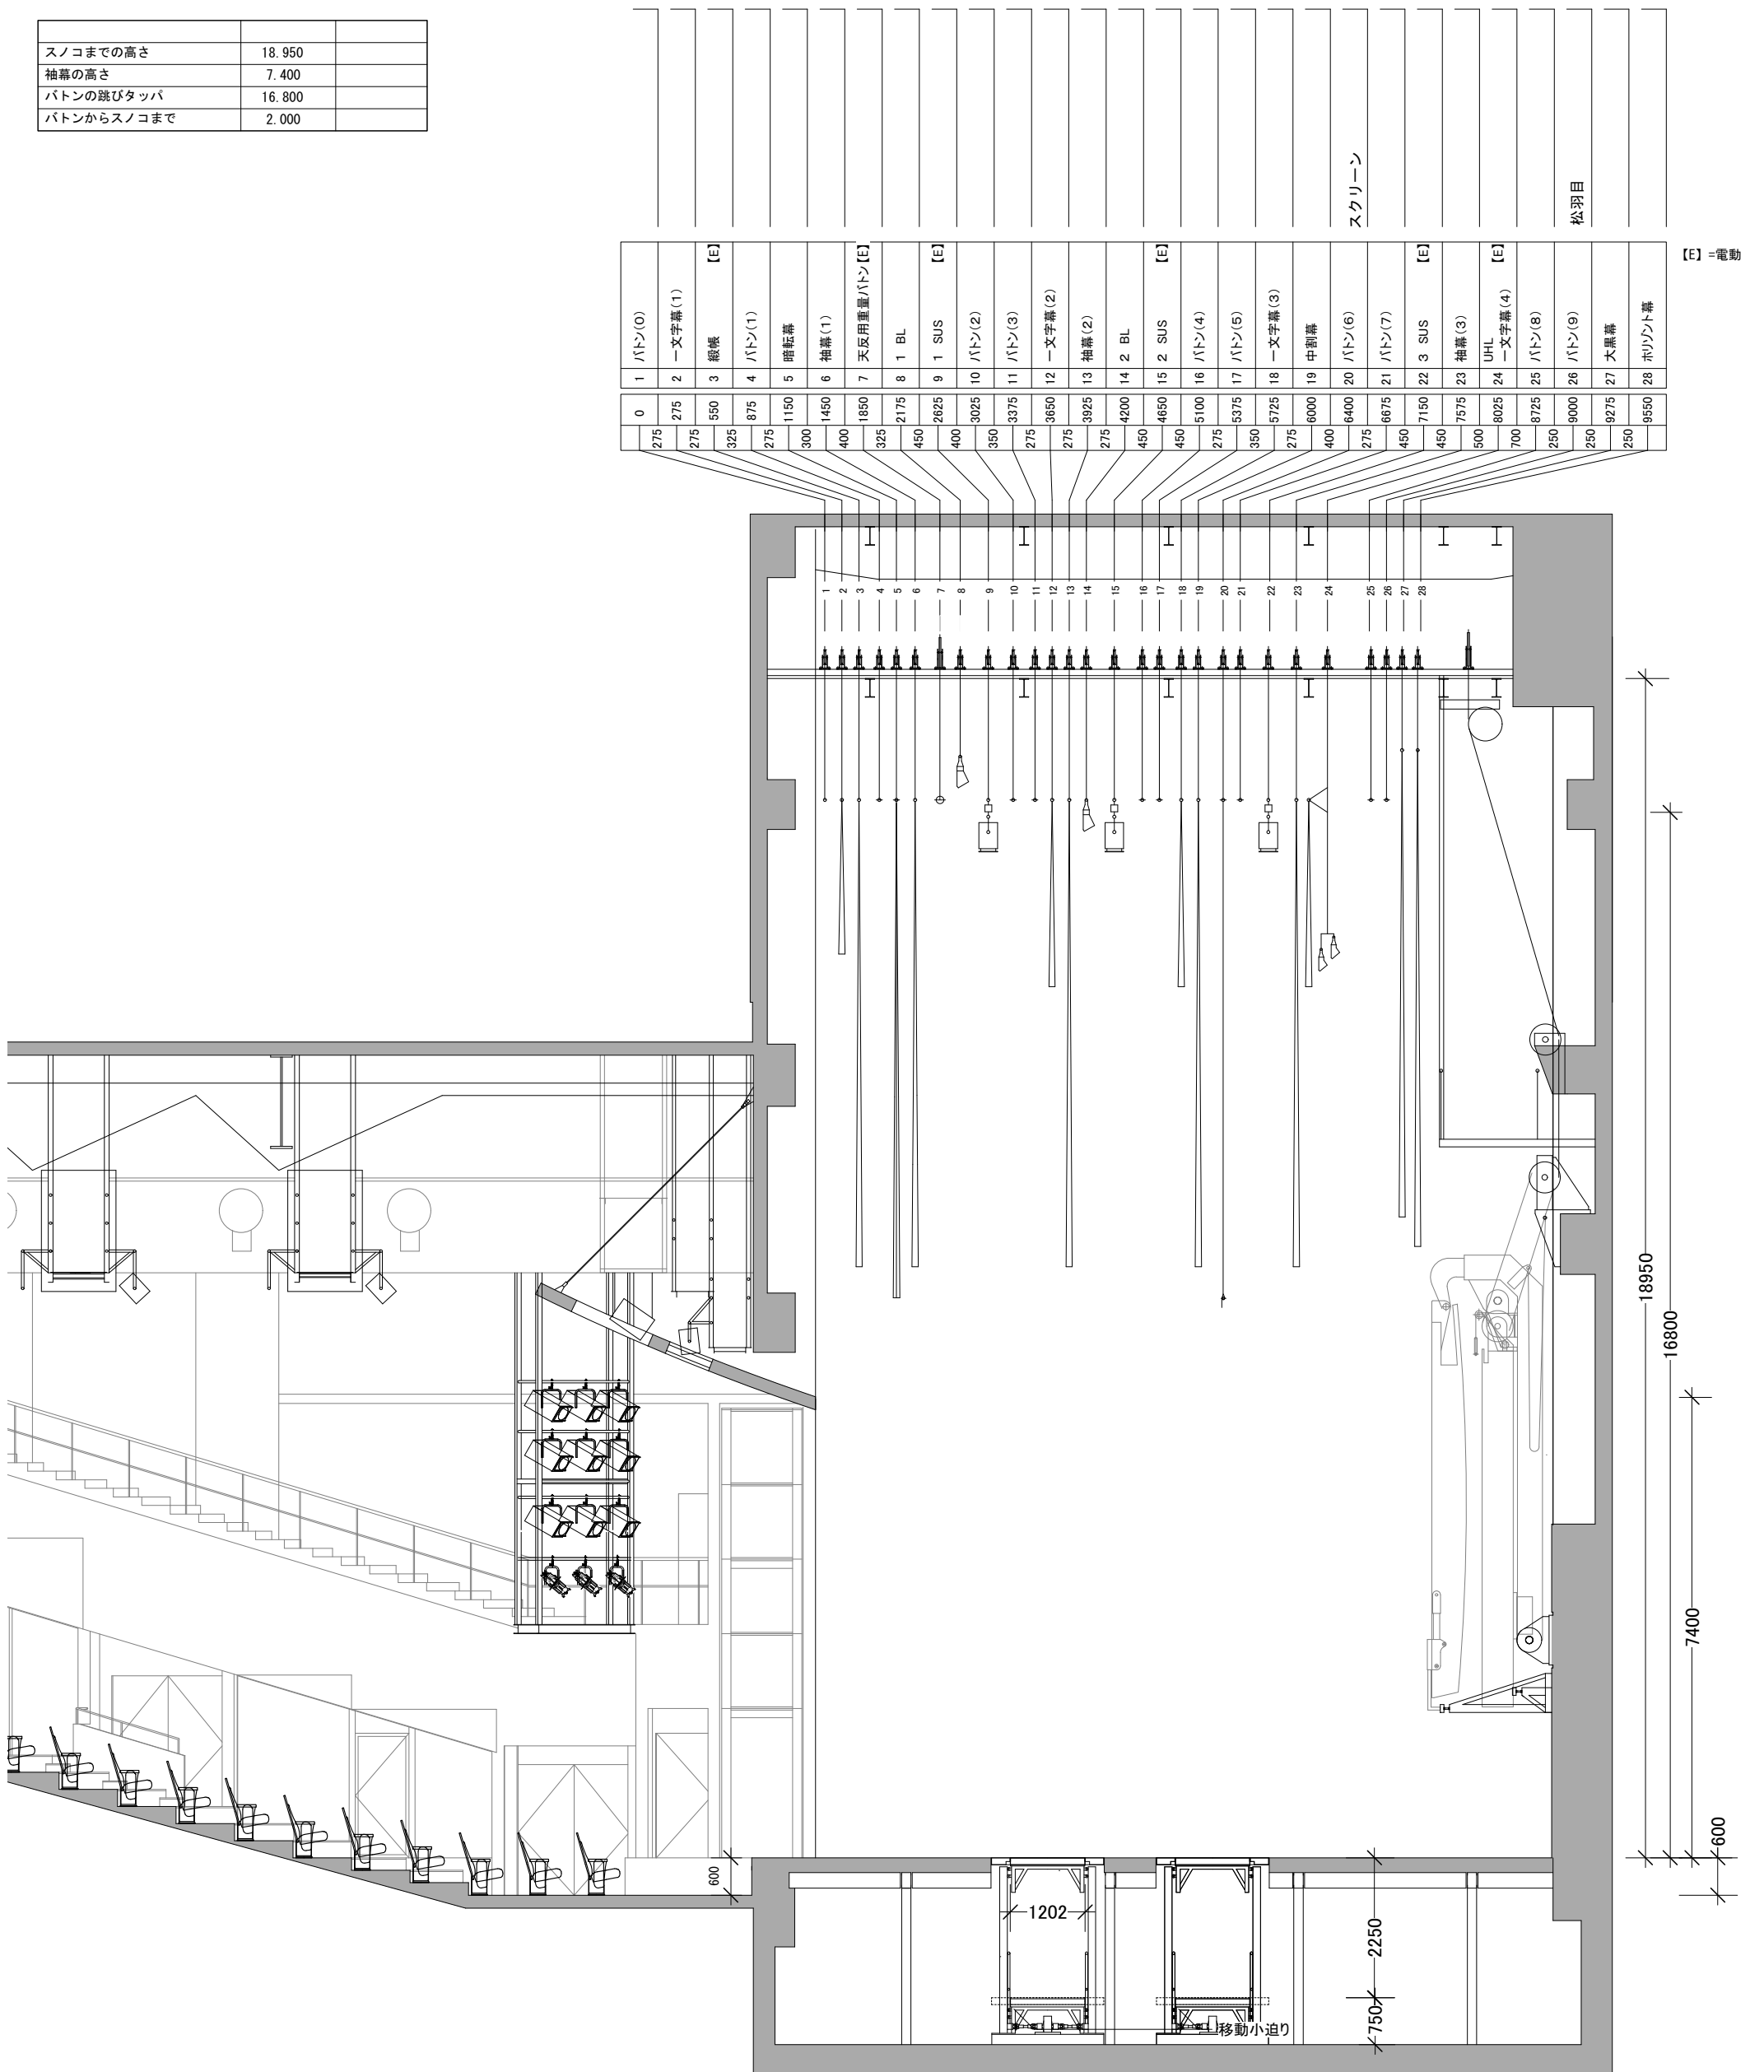 スノコまでの高さ 18.950
袖幕の高さ 7.400
バトンの跳びタッパ 16.800
バトンからスノコまで 2.000
スクリーン
松羽目
【E】=電動
1 バトン(0)
2 一文字幕(1)
3 緞帳 【E】
4 バトン(1)
5 暗転幕
6 袖幕(1)
7 天反用重量バトン【E】
8 1 BL
9 1 SUS 【E】
10 バトン(2)
11 バトン(3)
12 一文字幕(2)
13 袖幕(2)
14 2 BL
15 2 SUS 【E】
16 バトン(4)
17 バトン(5)
18 一文字幕(3)
19 中割幕
20 バトン(6)
21 バトン(7)
22 3 SUS 【E】
23 袖幕(3)
24 UHL 【E】
一文字幕(4)
25 バトン(8)
26 バトン(9)
27 大黒幕
28 ホリゾント幕
0 275 550 875 1150 1450 1850 2175 2625 3025 3375 3650 3925 4200 4650 5100 5375 5725 6000 6400 6675 7150 7575 8025 8725 9000 9275 9550
275 275 325 275 300 400 325 450 400 350 275 275 275 450 450 275 350 275 400 275 450 450 500 700 250 250 250
1 2 3 4 5 6 7 8 9 10 11 12 13 14 15 16 17 18 19 20 21 22 23 24 25 26 27 28
18950
16800
7400
600
600
1202
2250
750
移動小迫り